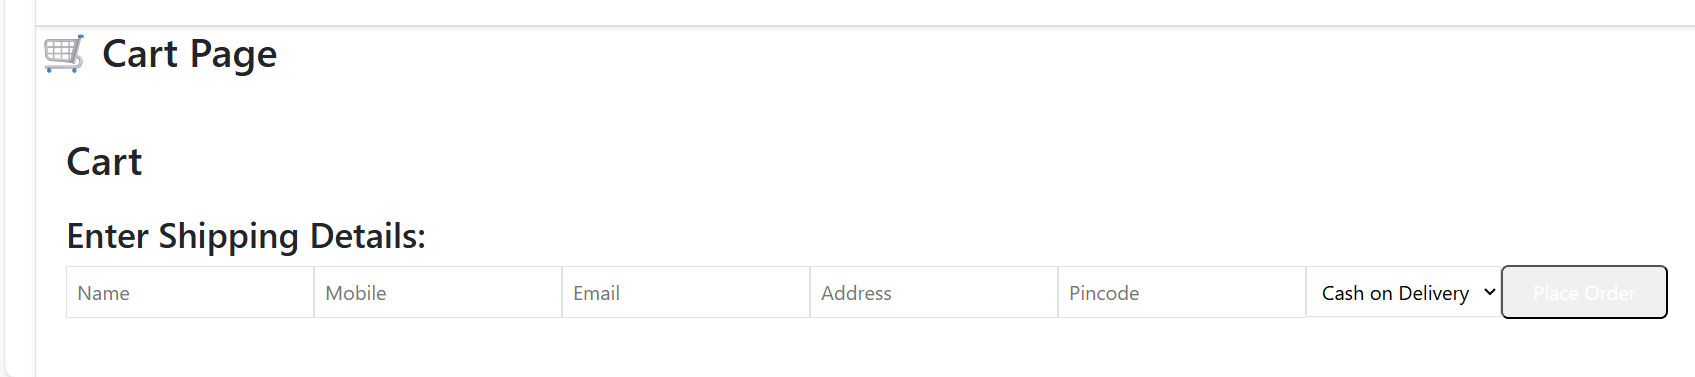 Cart Page
Cart
Enter Shipping Details:
Name Mobile Email Address Pincode Cash on Delivery Place Order